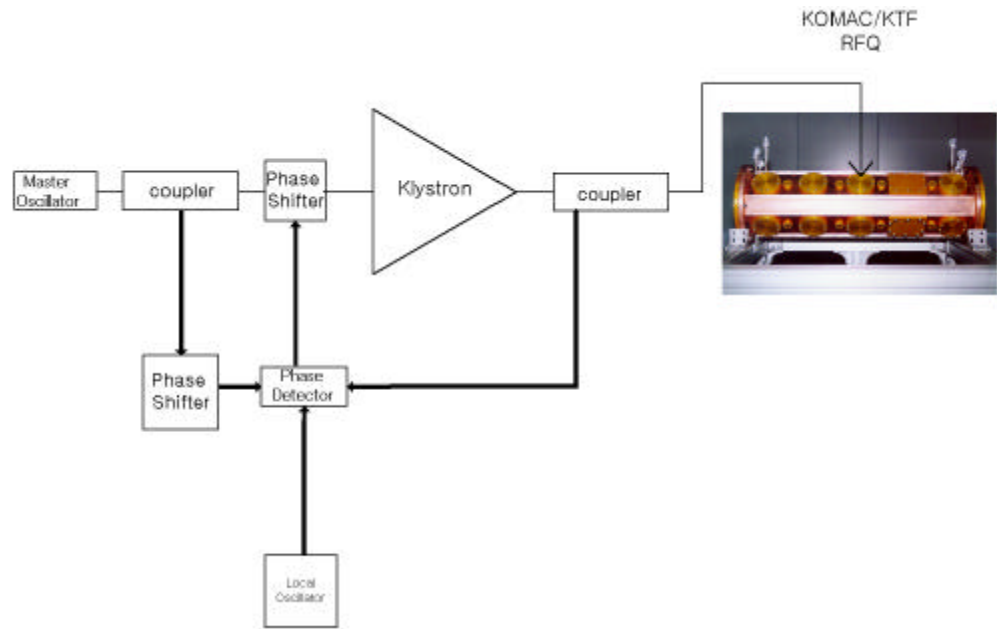 KOMAC/KTF
RFQ
Master
Oscillator
coupler
Phase
Shifter
Klystron
coupler
Phase
Shifter
Phase
Detector
Local
Oscillator